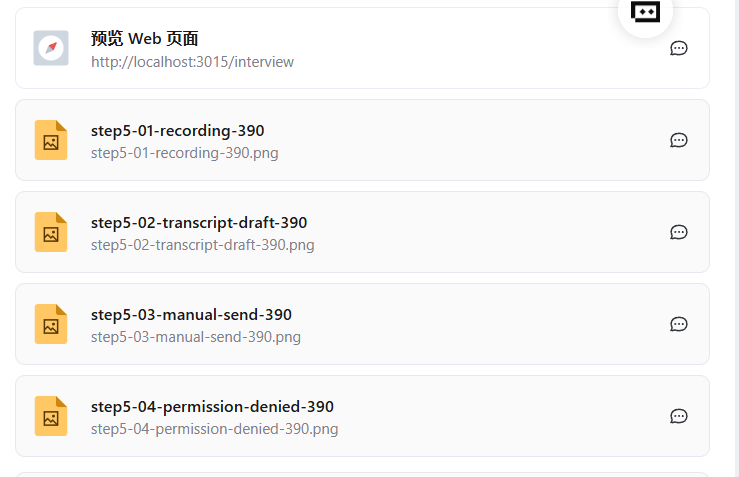 预览 Web 页面
http://localhost:3015/interview
step5-01-recording-390
step5-01-recording-390.png
step5-02-transcript-draft-390
step5-02-transcript-draft-390.png
step5-03-manual-send-390
step5-03-manual-send-390.png
step5-04-permission-denied-390
step5-04-permission-denied-390.png